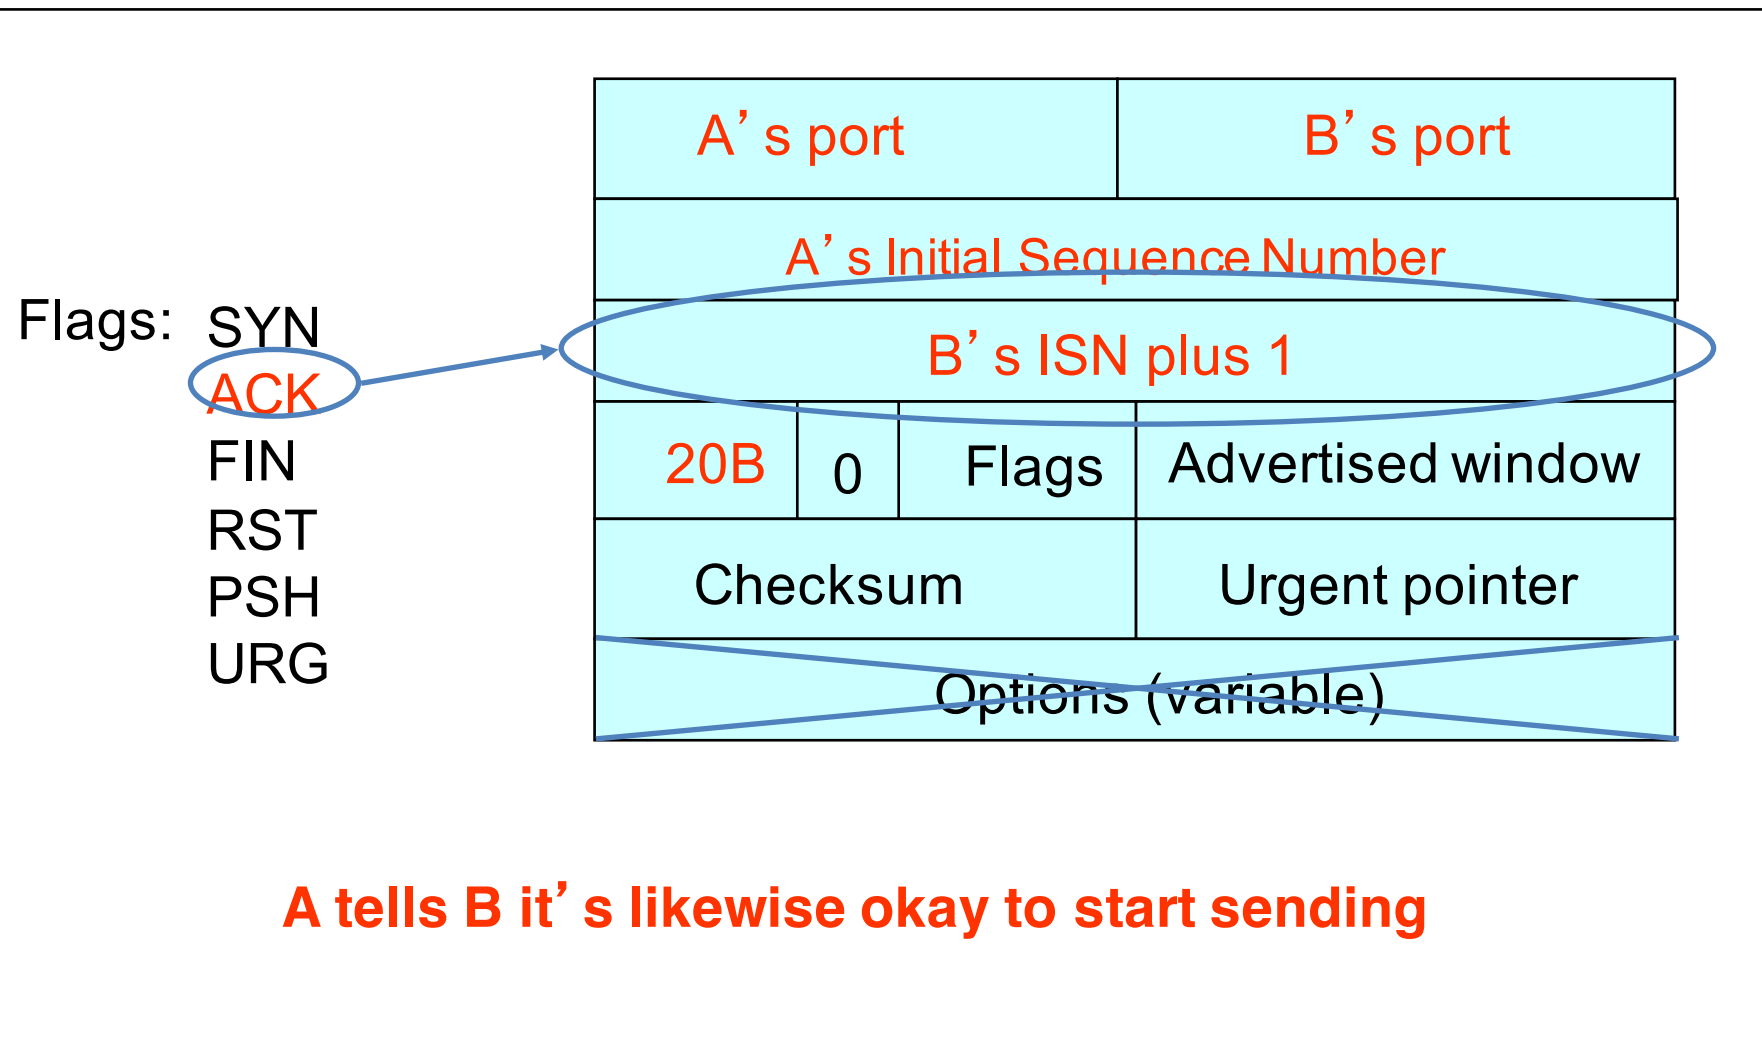 A's port
B's port
A's Initial Sequence Number
Flags:
SYN
ACK
FIN
RST
PSH
URG
B's ISN plus 1
20B
0
Flags
Advertised window
Checksum
Urgent pointer
Options (variable)
A tells B it's likewise okay to start sending